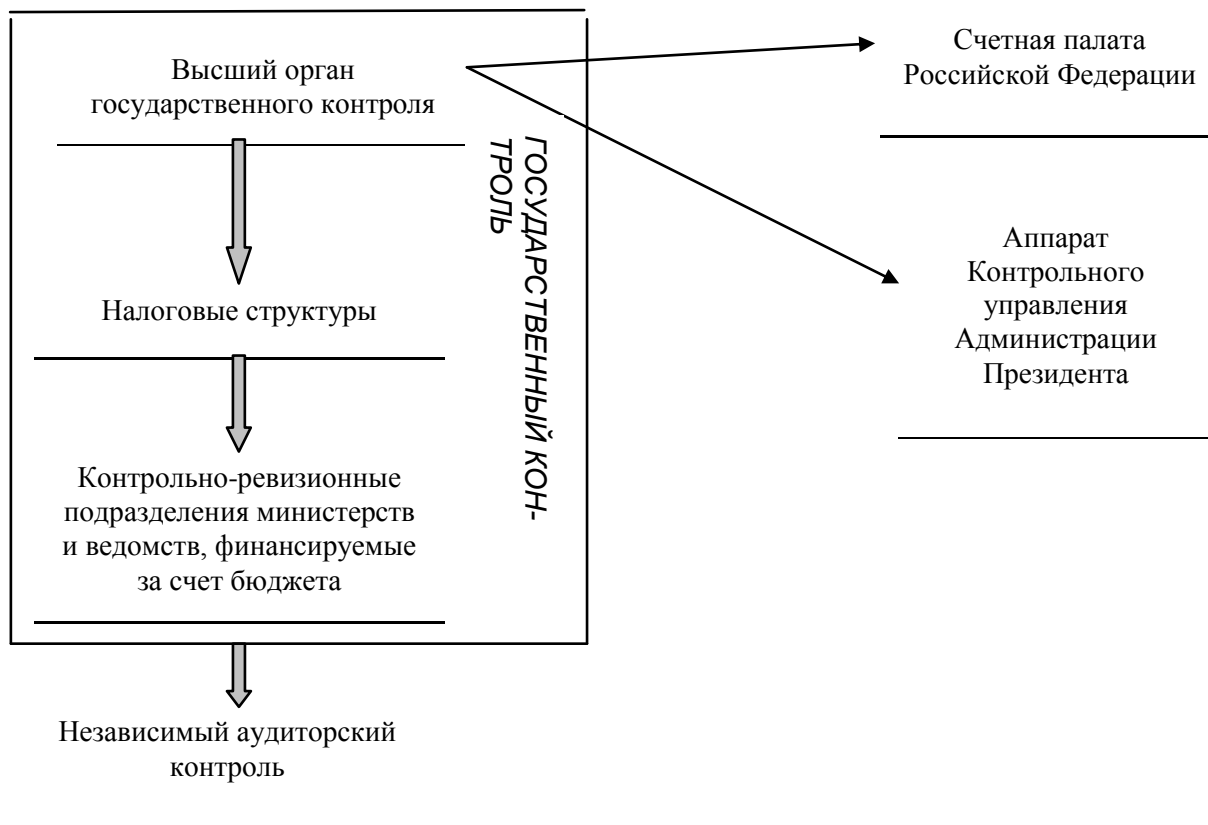 Высший орган
государственного контроля
ГОСУДАРСТВЕННЫЙ КОН-
ТРОЛЬ
Налоговые структуры
Контрольно-ревизионные
подразделения министерств
и ведомств, финансируемые
за счет бюджета
Независимый аудиторский
контроль
Счетная палата
Российской Федерации
Аппарат
Контрольного
управления
Администрации
Президента